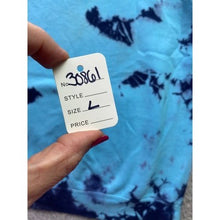 No 30861
STYLE
SIZE L
PRICE